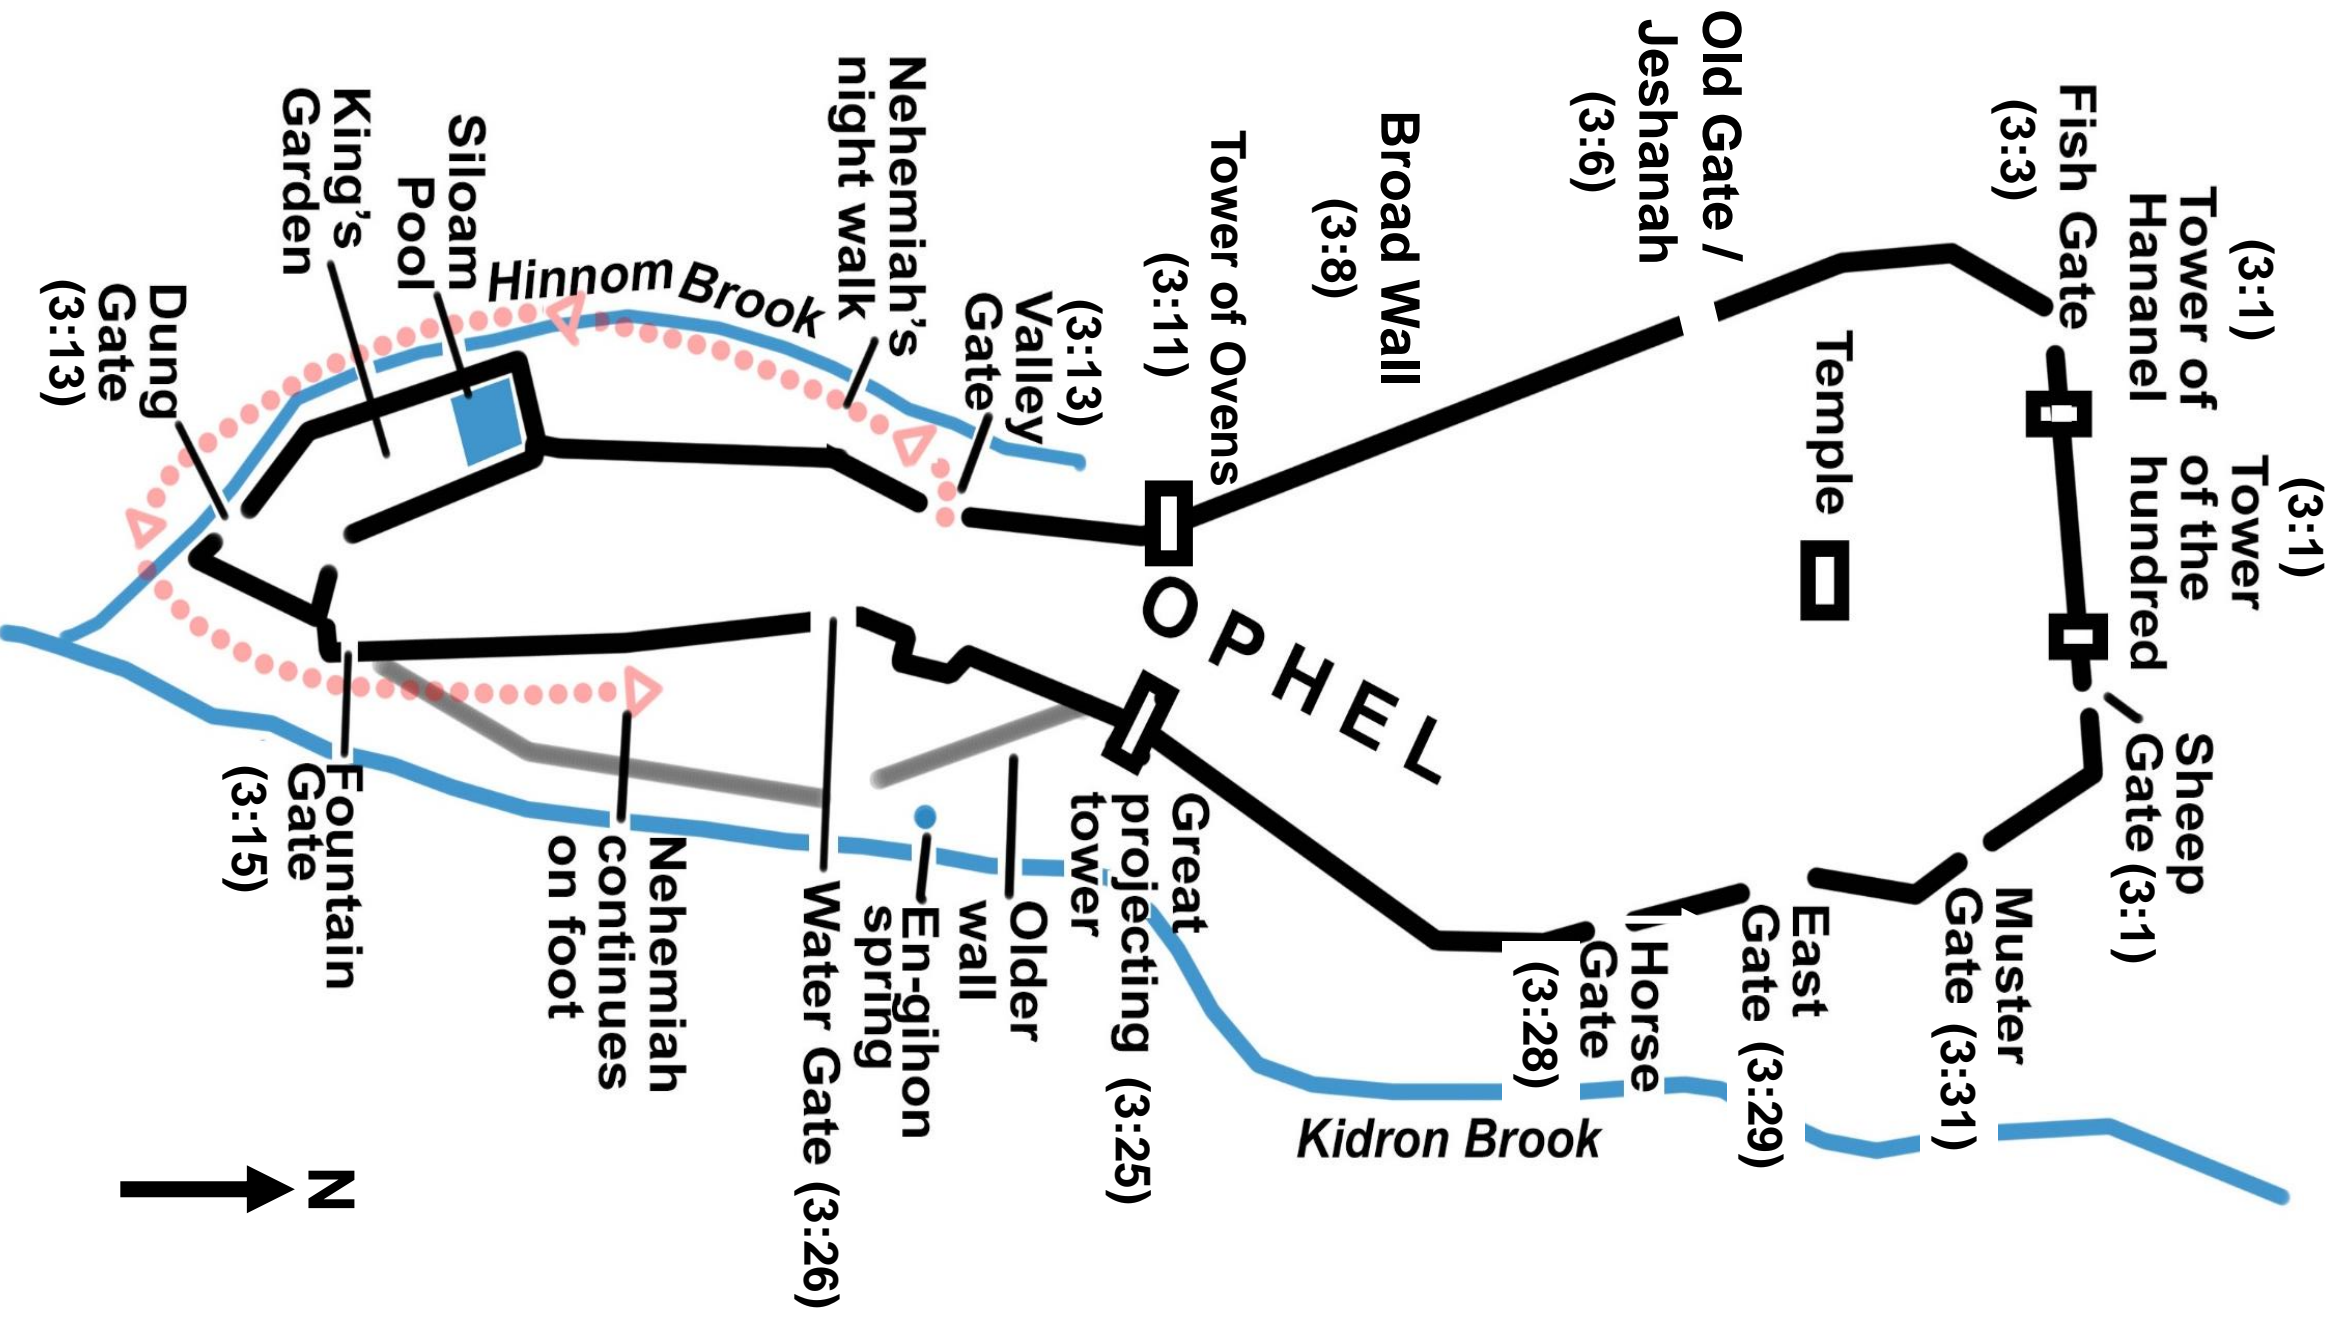 (3:1)
Tower of
Hananel
(3:1)
Tower
of the
hundred
Fish Gate
(3:3)
Old Gate /
Jeshanah
(3:6)
Broad Wall
(3:8)
Tower of Ovens
(3:11)
(3:13)
Valley
Gate
Nehemiah's
night walk
Hinnom Brook
Siloam
Pool
King's
Garden
Dung
Gate
(3:13)
Temple
OPHEL
Sheep
Gate (3:1)
Muster
Gate (3:31)
East
Gate (3:29)
Horse
Gate
(3:28)
Kidron Brook
Great
projecting (3:25)
tower
Older
wall
En-gihon
spring
Water Gate (3:26)
Nehemiah
continues
on foot
Fountain
Gate
(3:15)
N